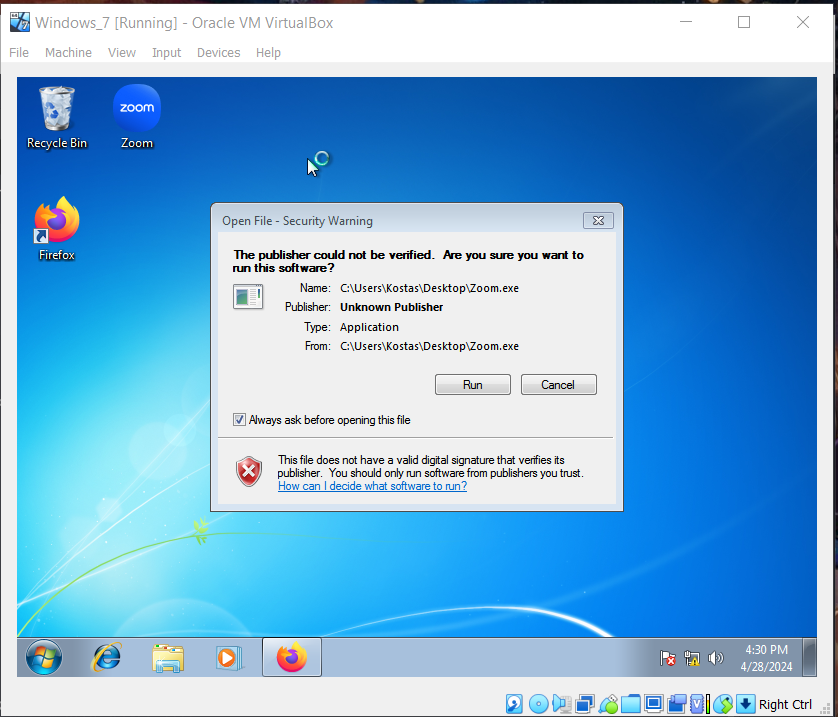 Windows_7 [Running] - Oracle VM VirtualBox
File Machine View Input Devices Help
zoom
Recycle Bin
Zoom
Firefox
Open File - Security Warning
The publisher could not be verified. Are you sure you want to
run this software?
Name: C:\Users\Kostas\Desktop\Zoom.exe
Publisher: Unknown Publisher
Type: Application
From: C:\Users\Kostas\Desktop\Zoom.exe
Run
Cancel
Always ask before opening this file
This file does not have a valid digital signature that verifies its
publisher. You should only run software from publishers you trust.
How can I decide what software to run?
4:30 PM
4/28/2024
Right Ctrl